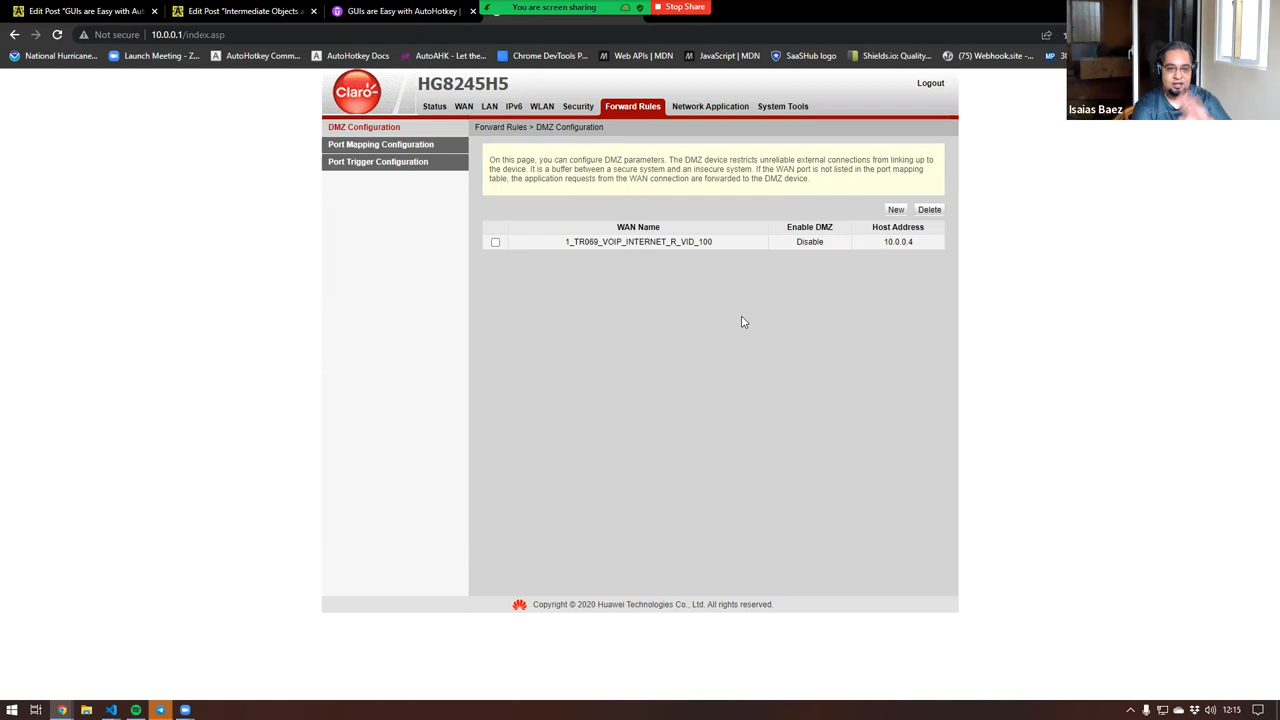 Edit Post "GUIs are Easy with Aut
Edit Post "Intermediate Objects a
GUIs are Easy with AutoHotkey |
You are screen sharing
Stop Share
Not secure
10.0.0.1/index.asp
National Hurricane...
Launch Meeting - Z...
AutoHotkey Comm...
AutoHotkey Docs
AutoAHK - Let the...
Chrome DevTools P...
Web APIs | MDN
JavaScript | MDN
SaaSHub logo
Shields.io: Quality...
(75) Webhook.site -...
Isaias Baez
Claro
HG8245H5
Logout
Status WAN LAN IPv6 WLAN Security Forward Rules Network Application System Tools
DMZ Configuration
Port Mapping Configuration
Port Trigger Configuration
Forward Rules > DMZ Configuration
On this page, you can configure DMZ parameters. The DMZ device restricts unreliable external connections from linking up to
the device. It is a buffer between a secure system and an insecure system. If the WAN port is not listed in the port mapping
table, the application requests from the WAN connection are forwarded to the DMZ device.
New Delete
WAN Name Enable DMZ Host Address
1_TR069_VOIP_INTERNET_R_VID_100 Disable 10.0.0.4
Copyright © 2020 Huawei Technologies Co., Ltd. All rights reserved.
12:15